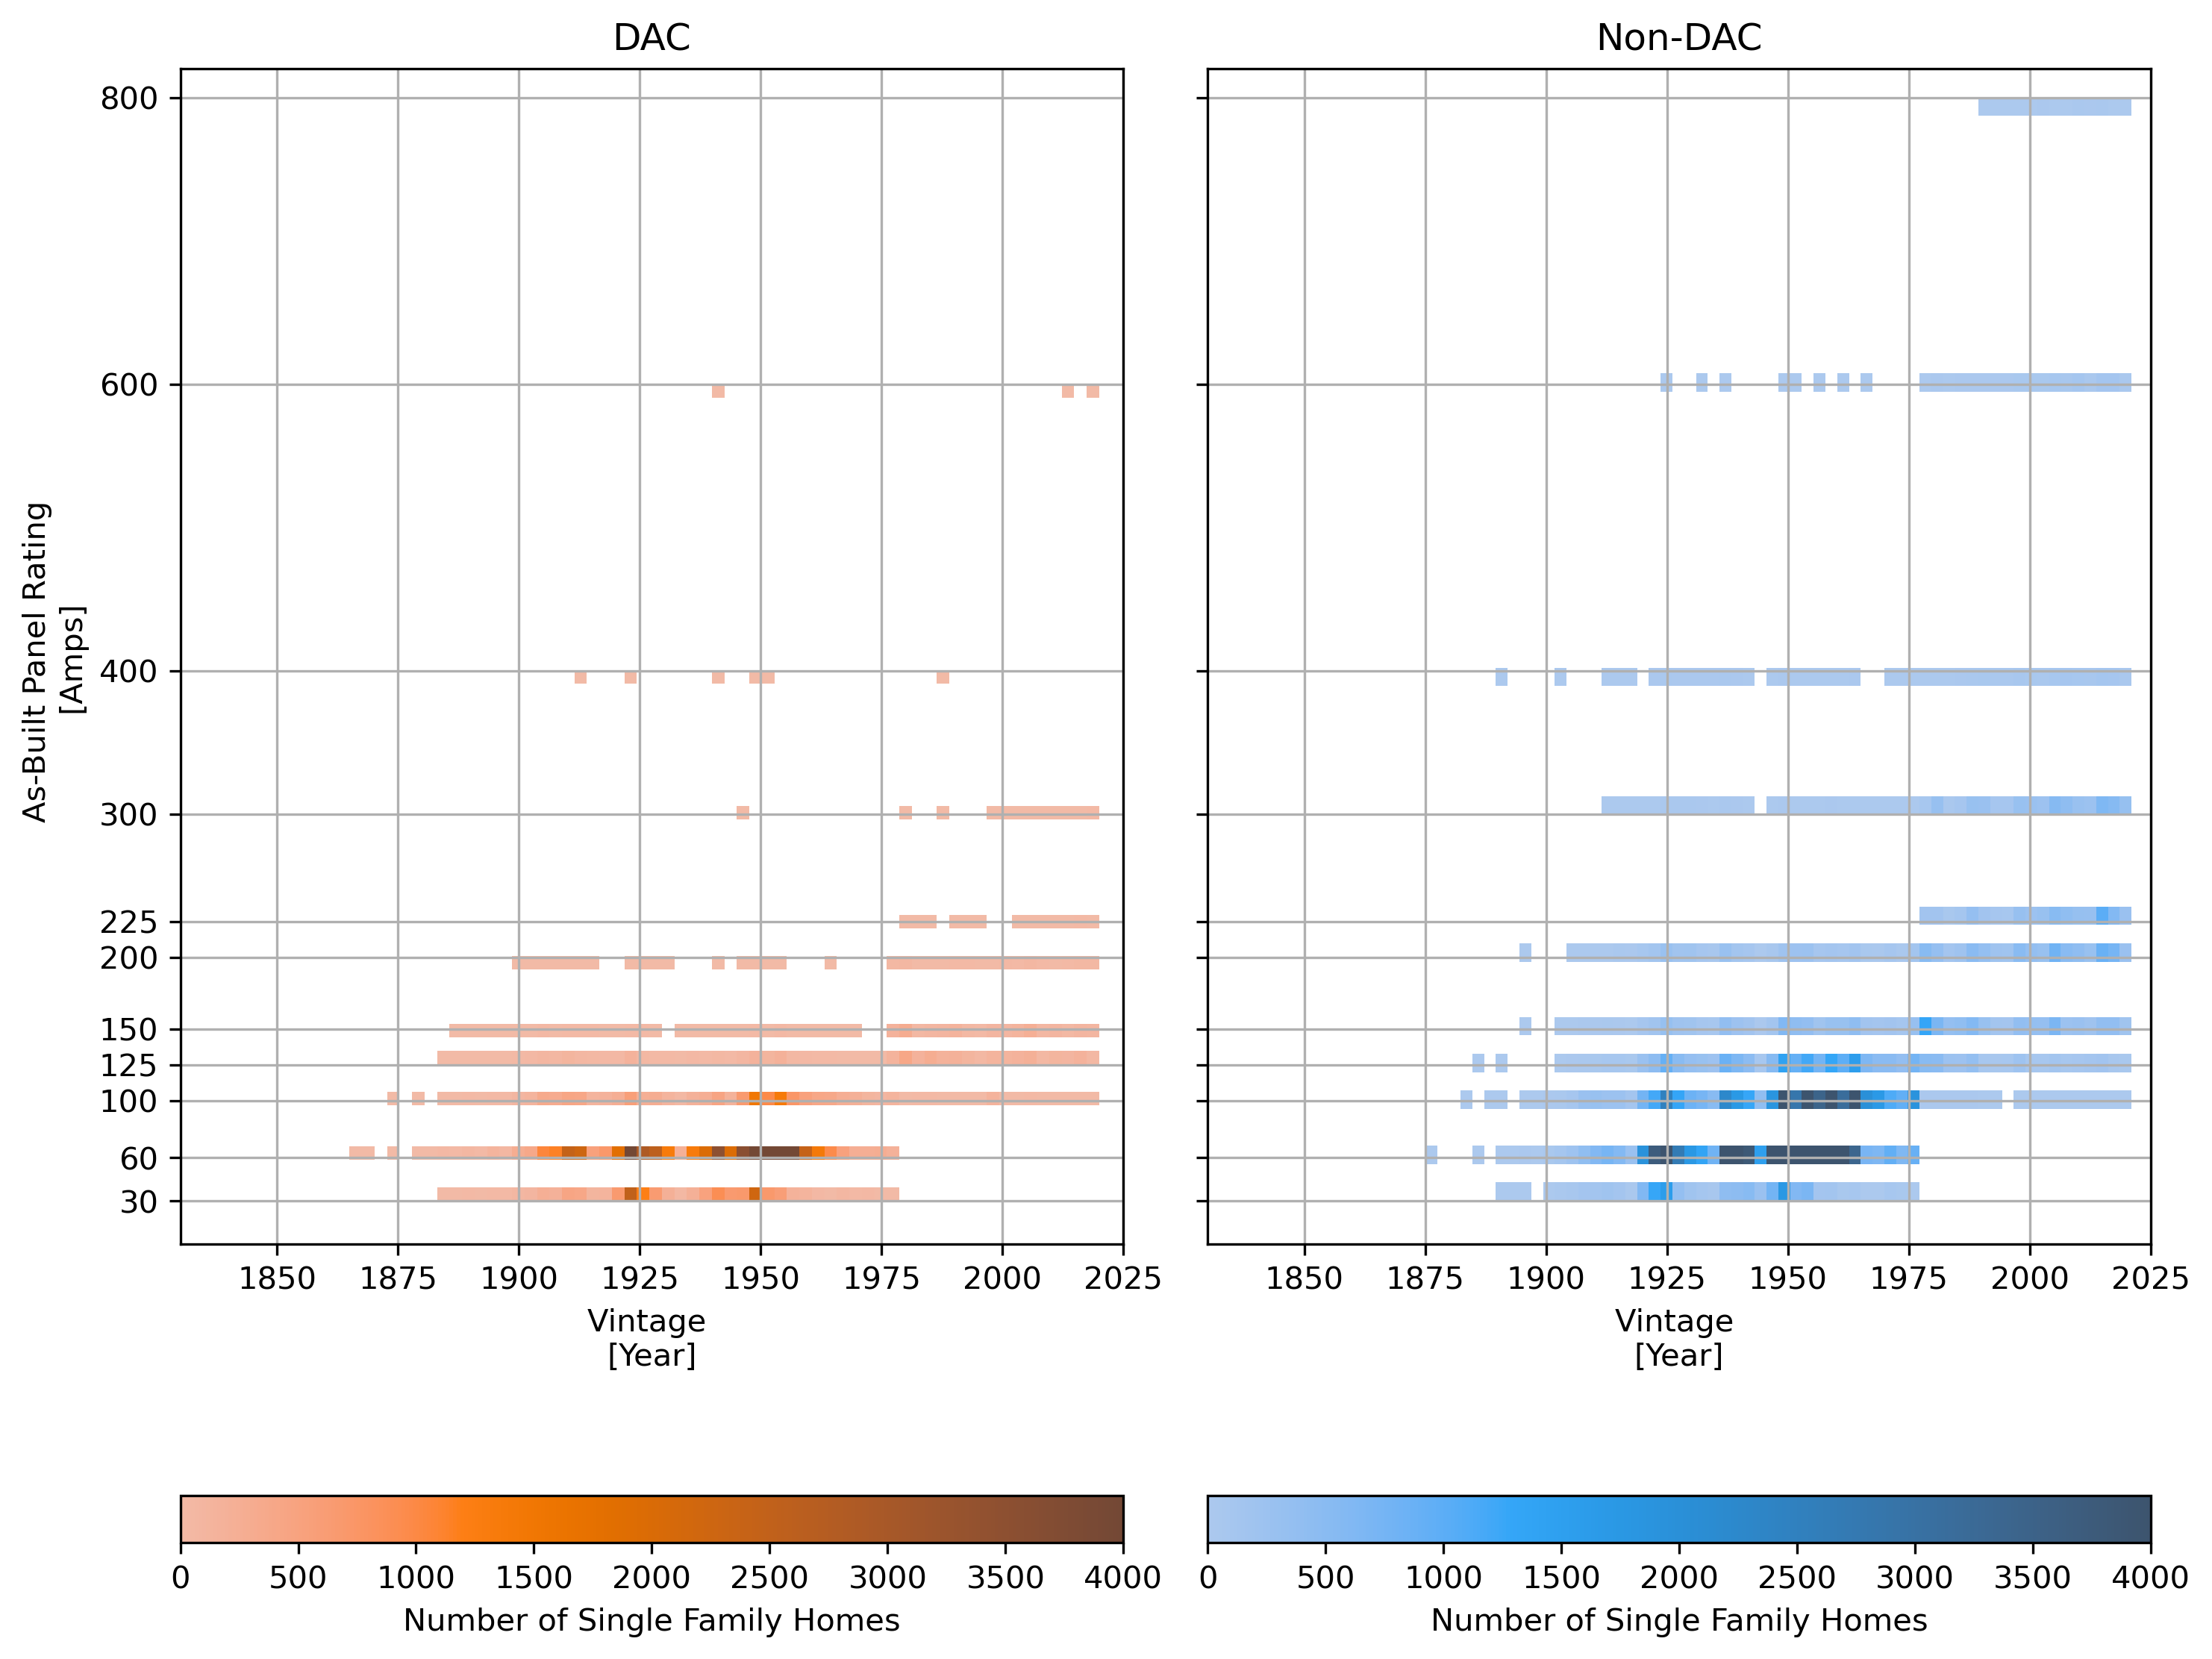 DAC
Non-DAC
800
600
400
300
225
200
150
125
100
60
30
As-Built Panel Rating
[Amps]
1850 1875 1900 1925 1950 1975 2000 2025
1850 1875 1900 1925 1950 1975 2000 2025
Vintage
[Year]
Vintage
[Year]
0 500 1000 1500 2000 2500 3000 3500 4000
Number of Single Family Homes
0 500 1000 1500 2000 2500 3000 3500 4000
Number of Single Family Homes